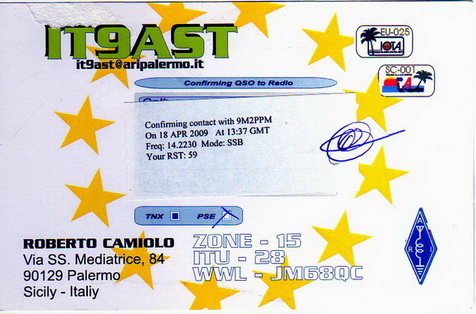 IT9AST
it9ast@aripalermo.it
EU-025
IOTA
SC-001
Confirming QSO to Radio
Confirming contact with 9M2PPM
On 18 APR 2009 At 13:37 GMT
Freq: 14.2230 Mode: SSB
Your RST: 59
TNX PSE
ROBERTO CAMIOLO
Via SS. Mediatrice, 84
90129 Palermo
Sicily - Italiy
ZONE - 15
ITU - 28
WWL - JM68QC